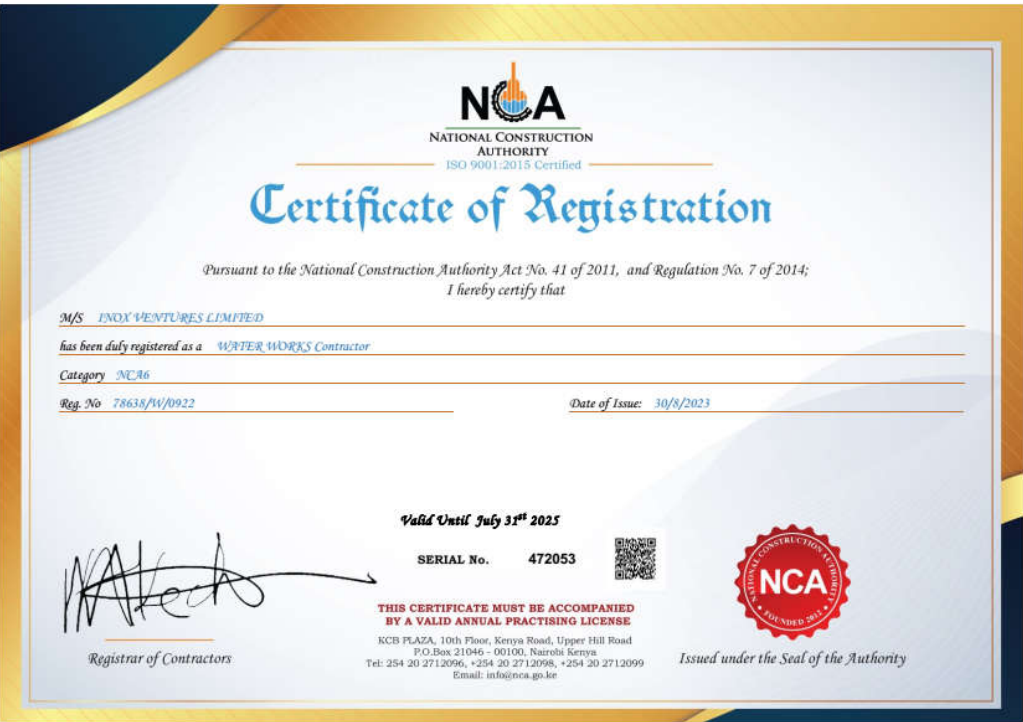 NCA
NATIONAL CONSTRUCTION
AUTHORITY
ISO 9001:2015 Certified
Certificate of Registration
Pursuant to the National Construction Authority Act No. 41 of 2011, and Regulation No. 7 of 2014;
I hereby certify that
M/S INOX VENTURES LIMITED
has been duly registered as a WATER WORKS Contractor
Category NCA6
Reg. No 78638/W/0922 Date of Issue: 30/8/2023
Valid Until July 31st 2025
SERIAL No. 472053
THIS CERTIFICATE MUST BE ACCOMPANIED
BY A VALID ANNUAL PRACTISING LICENSE
KCB PLAZA, 10th Floor, Kenya Road, Upper Hill Road
P.O.Box 21046 - 00100, Nairobi Kenya
Tel: 254 20 2712096, +254 20 2712098, +254 20 2712099
Email: info@nca.go.ke
Registrar of Contractors
NATIONAL CONSTRUCTION AUTHORITY
NCA
FOUNDED 2012
Issued under the Seal of the Authority